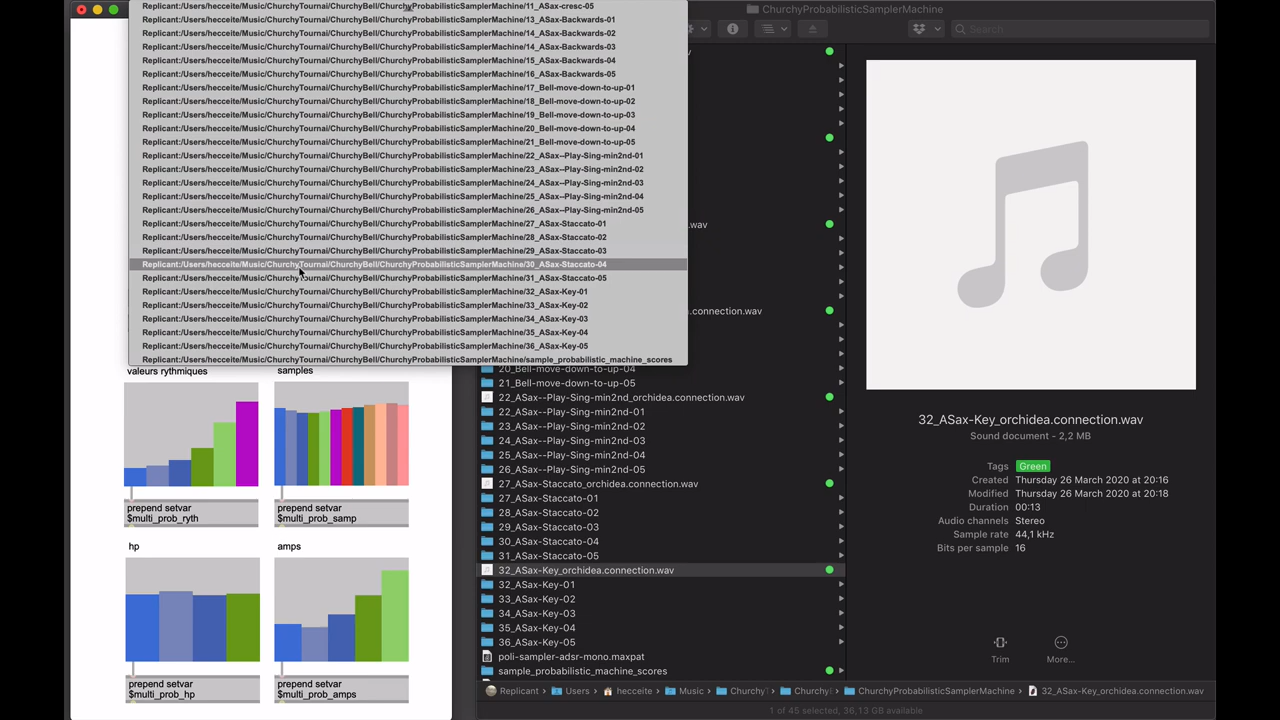 Replicant:/Users/hecceite/Music/ChurchyTournai/ChurchyBell/ChurchyProbabilisticSamplerMachine/11_ASax-cresc-05
Replicant:/Users/hecceite/Music/ChurchyTournai/ChurchyBell/ChurchyProbabilisticSamplerMachine/13_ASax-Backwards-01
Replicant:/Users/hecceite/Music/ChurchyTournai/ChurchyBell/ChurchyProbabilisticSamplerMachine/14_ASax-Backwards-02
Replicant:/Users/hecceite/Music/ChurchyTournai/ChurchyBell/ChurchyProbabilisticSamplerMachine/14_ASax-Backwards-03
Replicant:/Users/hecceite/Music/ChurchyTournai/ChurchyBell/ChurchyProbabilisticSamplerMachine/15_ASax-Backwards-04
Replicant:/Users/hecceite/Music/ChurchyTournai/ChurchyBell/ChurchyProbabilisticSamplerMachine/16_ASax-Backwards-05
Replicant:/Users/hecceite/Music/ChurchyTournai/ChurchyBell/ChurchyProbabilisticSamplerMachine/17_Bell-move-down-to-up-01
Replicant:/Users/hecceite/Music/ChurchyTournai/ChurchyBell/ChurchyProbabilisticSamplerMachine/18_Bell-move-down-to-up-02
Replicant:/Users/hecceite/Music/ChurchyTournai/ChurchyBell/ChurchyProbabilisticSamplerMachine/19_Bell-move-down-to-up-03
Replicant:/Users/hecceite/Music/ChurchyTournai/ChurchyBell/ChurchyProbabilisticSamplerMachine/20_Bell-move-down-to-up-04
Replicant:/Users/hecceite/Music/ChurchyTournai/ChurchyBell/ChurchyProbabilisticSamplerMachine/21_Bell-move-down-to-up-05
Replicant:/Users/hecceite/Music/ChurchyTournai/ChurchyBell/ChurchyProbabilisticSamplerMachine/22_ASax--Play-Sing-min2nd-01
Replicant:/Users/hecceite/Music/ChurchyTournai/ChurchyBell/ChurchyProbabilisticSamplerMachine/23_ASax--Play-Sing-min2nd-02
Replicant:/Users/hecceite/Music/ChurchyTournai/ChurchyBell/ChurchyProbabilisticSamplerMachine/24_ASax--Play-Sing-min2nd-03
Replicant:/Users/hecceite/Music/ChurchyTournai/ChurchyBell/ChurchyProbabilisticSamplerMachine/25_ASax--Play-Sing-min2nd-04
Replicant:/Users/hecceite/Music/ChurchyTournai/ChurchyBell/ChurchyProbabilisticSamplerMachine/26_ASax--Play-Sing-min2nd-05
Replicant:/Users/hecceite/Music/ChurchyTournai/ChurchyBell/ChurchyProbabilisticSamplerMachine/27_ASax-Staccato-01
Replicant:/Users/hecceite/Music/ChurchyTournai/ChurchyBell/ChurchyProbabilisticSamplerMachine/28_ASax-Staccato-02
Replicant:/Users/hecceite/Music/ChurchyTournai/ChurchyBell/ChurchyProbabilisticSamplerMachine/29_ASax-Staccato-03
Replicant:/Users/hecceite/Music/ChurchyTournai/ChurchyBell/ChurchyProbabilisticSamplerMachine/30_ASax-Staccato-04
Replicant:/Users/hecceite/Music/ChurchyTournai/ChurchyBell/ChurchyProbabilisticSamplerMachine/31_ASax-Staccato-05
Replicant:/Users/hecceite/Music/ChurchyTournai/ChurchyBell/ChurchyProbabilisticSamplerMachine/32_ASax-Key-01
Replicant:/Users/hecceite/Music/ChurchyTournai/ChurchyBell/ChurchyProbabilisticSamplerMachine/33_ASax-Key-02
Replicant:/Users/hecceite/Music/ChurchyTournai/ChurchyBell/ChurchyProbabilisticSamplerMachine/34_ASax-Key-03
Replicant:/Users/hecceite/Music/ChurchyTournai/ChurchyBell/ChurchyProbabilisticSamplerMachine/35_ASax-Key-04
Replicant:/Users/hecceite/Music/ChurchyTournai/ChurchyBell/ChurchyProbabilisticSamplerMachine/36_ASax-Key-05
Replicant:/Users/hecceite/Music/ChurchyTournai/ChurchyBell/ChurchyProbabilisticSamplerMachine/sample_probabilistic_machine_scores
valeurs rythmiques
samples
prepend setvar
$multi_prob_ryth
prepend setvar
$multi_prob_samp
hp
amps
prepend setvar
$multi_prob_hp
prepend setvar
$multi_prob_amps
ChurchyProbabilisticSamplerMachine
Search
.wav
.connection.wav
20_Bell-move-down-to-up-04
21_Bell-move-down-to-up-05
22_ASax--Play-Sing-min2nd_orchidea.connection.wav
22_ASax--Play-Sing-min2nd-01
23_ASax--Play-Sing-min2nd-02
24_ASax--Play-Sing-min2nd-03
25_ASax--Play-Sing-min2nd-04
26_ASax--Play-Sing-min2nd-05
27_ASax-Staccato_orchidea.connection.wav
27_ASax-Staccato-01
28_ASax-Staccato-02
29_ASax-Staccato-03
30_ASax-Staccato-04
31_ASax-Staccato-05
32_ASax-Key_orchidea.connection.wav
32_ASax-Key-01
33_ASax-Key-02
34_ASax-Key-03
35_ASax-Key-04
36_ASax-Key-05
poli-sampler-adsr-mono.maxpat
sample_probabilistic_machine_scores
32_ASax-Key_orchidea.connection.wav
Sound document - 2,2 MB
Tags Green
Created Thursday 26 March 2020 at 20:16
Modified Thursday 26 March 2020 at 20:18
Duration 00:13
Audio channels Stereo
Sample rate 44,1 kHz
Bits per sample 16
Trim
More...
Replicant Users hecceite Music Churchy Churchy ChurchyProbabilisticSamplerMachine 32_ASax-Key_orchidea.connection.wav
1 of 45 selected, 36,13 GB available